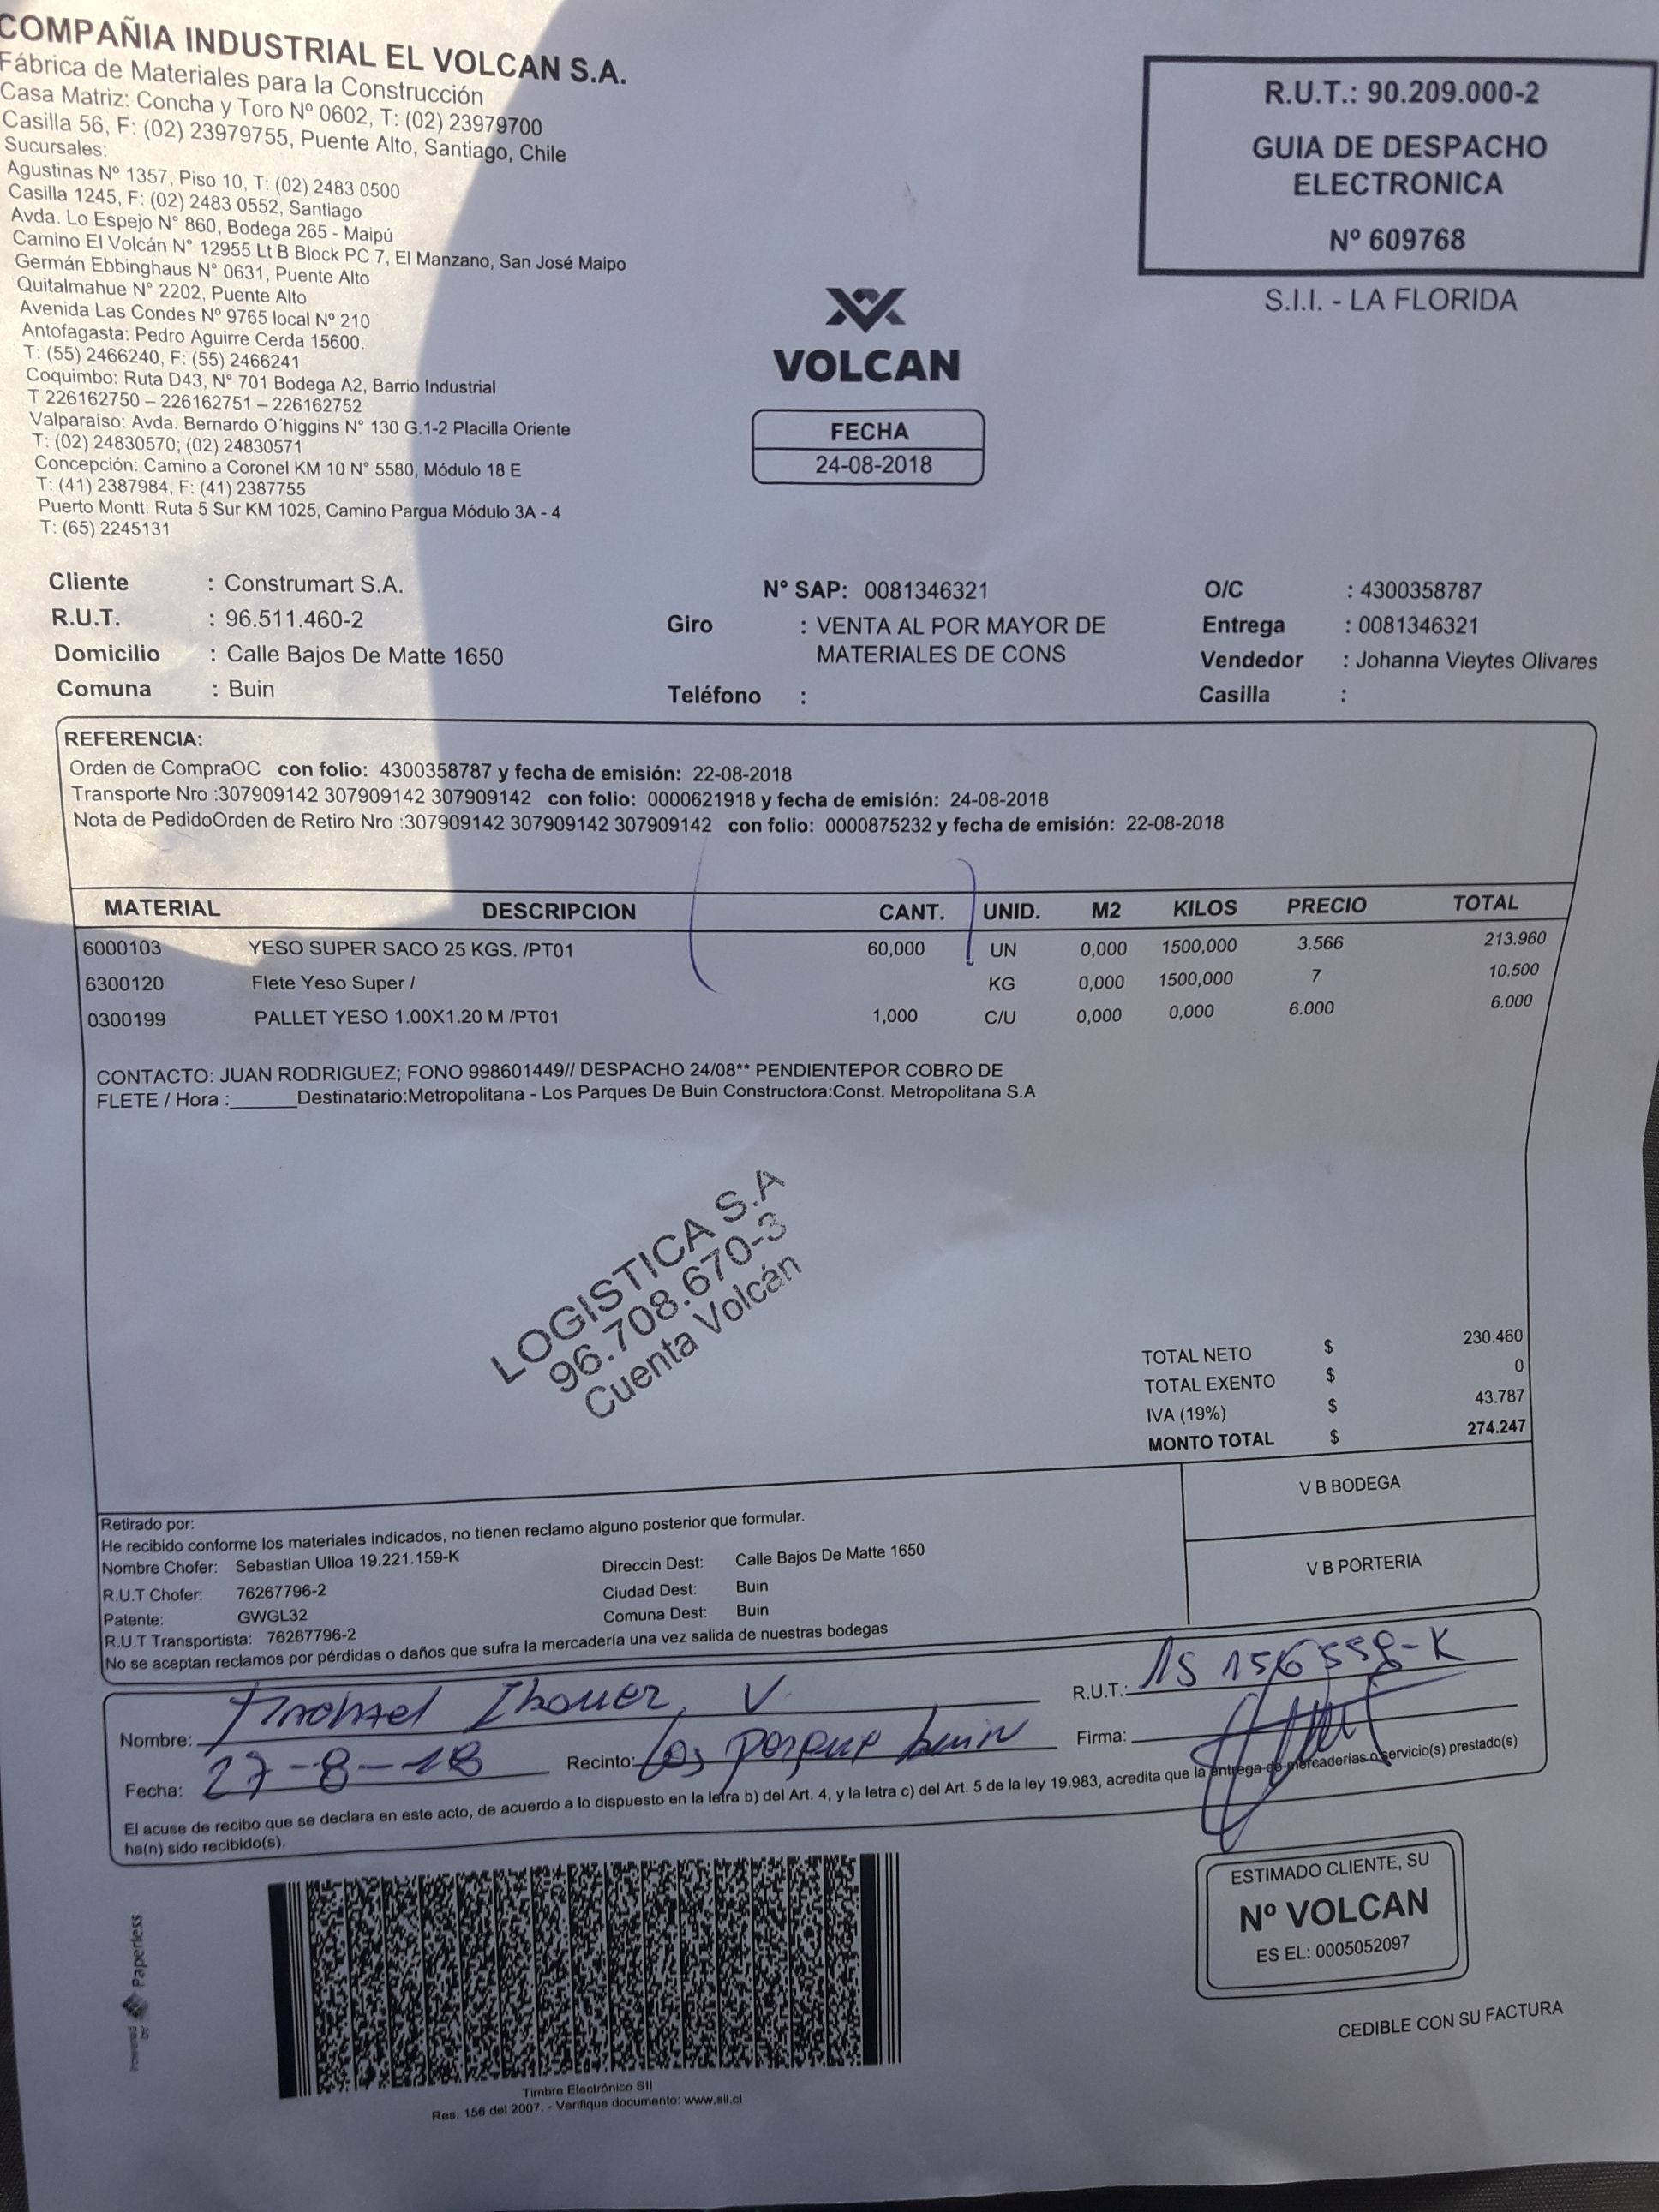 COMPAÑIA INDUSTRIAL EL VOLCAN S.A.
Fábrica de Materiales para la Construcción
Casa Matriz: Concha y Toro Nº 0602, T: (02) 23979700
Casilla 56, F: (02) 23979755, Puente Alto, Santiago, Chile
Sucursales:
Agustinas Nº 1357, Piso 10, T: (02) 2483 0500
Casilla 1245, F: (02) 2483 0552, Santiago
Avda. Lo Espejo N° 860, Bodega 265 - Maipú
Camino El Volcán N° 12955 Lt B Block PC 7, El Manzano, San José Maipo
Germán Ebbinghaus N° 0631, Puente Alto
Quitalmahue N° 2202, Puente Alto
Avenida Las Condes Nº 9765 local Nº 210
Antofagasta: Pedro Aguirre Cerda 15600.
T: (55) 2466240, F: (55) 2466241
Coquimbo: Ruta D43, N° 701 Bodega A2, Barrio Industrial
T 226162750 – 226162751 – 226162752
Valparaiso: Avda. Bernardo O'higgins N° 130 G.1-2 Placilla Oriente
T: (02) 24830570; (02) 24830571
Concepción: Camino a Coronel KM 10 N° 5580, Módulo 18 E
T: (41) 2387984, F: (41) 2387755
Puerto Montt: Ruta 5 Sur KM 1025, Camino Pargua Módulo 3A - 4
T: (65) 2245131
R.U.T.: 90.209.000-2
GUIA DE DESPACHO
ELECTRONICA
Nº 609768
S.I.I. - LA FLORIDA
VOLCAN
FECHA
24-08-2018
Cliente : Construmart S.A. N° SAP: 0081346321 O/C : 4300358787
R.U.T. : 96.511.460-2 Giro : VENTA AL POR MAYOR DE Entrega : 0081346321
Domicilio : Calle Bajos De Matte 1650 MATERIALES DE CONS Vendedor : Johanna Vieytes Olivares
Comuna : Buin Teléfono : Casilla :
REFERENCIA:
Orden de CompraOC con folio: 4300358787 y fecha de emisión: 22-08-2018
Transporte Nro :307909142 307909142 307909142 con folio: 0000621918 y fecha de emisión: 24-08-2018
Nota de PedidoOrden de Retiro Nro :307909142 307909142 307909142 con folio: 0000875232 y fecha de emisión: 22-08-2018
MATERIAL DESCRIPCION CANT. UNID. M2 KILOS PRECIO TOTAL
6000103 YESO SUPER SACO 25 KGS. /PT01 60,000 UN 0,000 1500,000 3.566 213.960
6300120 Flete Yeso Super / KG 0,000 1500,000 7 10.500
0300199 PALLET YESO 1.00X1.20 M /PT01 1,000 C/U 0,000 0,000 6.000 6.000
CONTACTO: JUAN RODRIGUEZ; FONO 998601449// DESPACHO 24/08** PENDIENTEPOR COBRO DE
FLETE / Hora :______Destinatario:Metropolitana - Los Parques De Buin Constructora:Const. Metropolitana S.A
LOGISTICA S.A
96.708.670-3
Cuenta Volcán
TOTAL NETO $ 230.460
TOTAL EXENTO $ 0
IVA (19%) $ 43.787
MONTO TOTAL $ 274.247
V B BODEGA
V B PORTERIA
Retirado por:
He recibido conforme los materiales indicados, no tienen reclamo alguno posterior que formular.
Nombre Chofer: Sebastian Ulloa 19.221.159-K Direccin Dest: Calle Bajos De Matte 1650
R.U.T Chofer: 76267796-2 Ciudad Dest: Buin
Patente: GWGL32 Comuna Dest: Buin
R.U.T Transportista: 76267796-2
No se aceptan reclamos por pérdidas o daños que sufra la mercadería una vez salida de nuestras bodegas
Nombre: V R.U.T.: 15 156558-K
Fecha: 27-8-18 Recinto: Los parque buin Firma:
El acuse de recibo que se declara en este acto, de acuerdo a lo dispuesto en la letra b) del Art. 4, y la letra c) del Art. 5 de la ley 19.983, acredita que la entrega de mercaderías o servicio(s) prestado(s)
ha(n) sido recibido(s).
ESTIMADO CLIENTE, SU
Nº VOLCAN
ES EL: 0005052097
CEDIBLE CON SU FACTURA
Powered by Paperless
Timbre Electrónico SII
Res. 156 del 2007. - Verifique documento: www.sii.cl